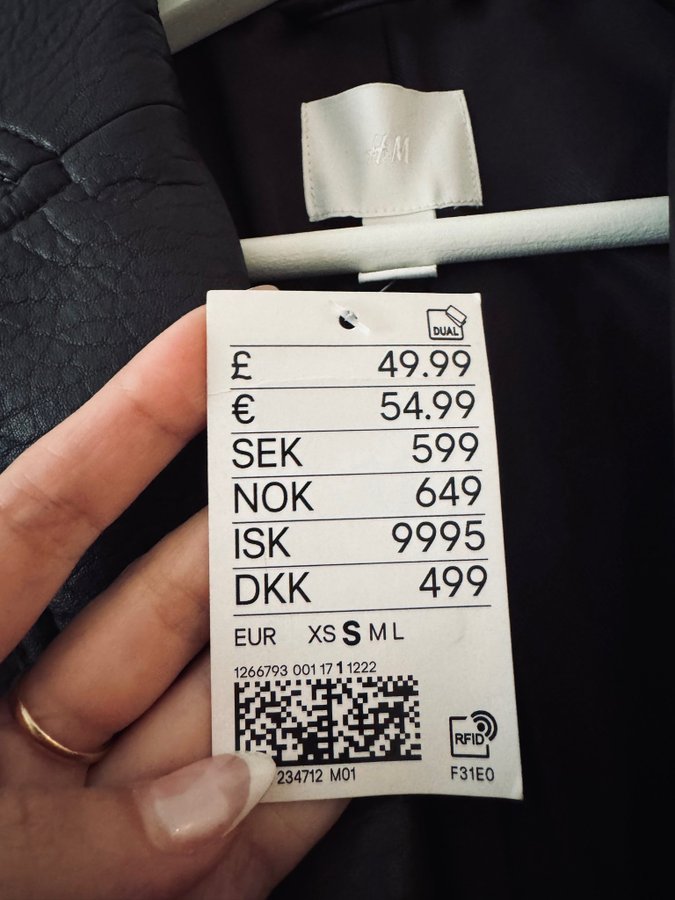 H&M
DUAL
£ 49.99
€ 54.99
SEK 599
NOK 649
ISK 9995
DKK 499
EUR XS S M L
1266793 001 17 1 1222
RFID
234712 M01 F31E0